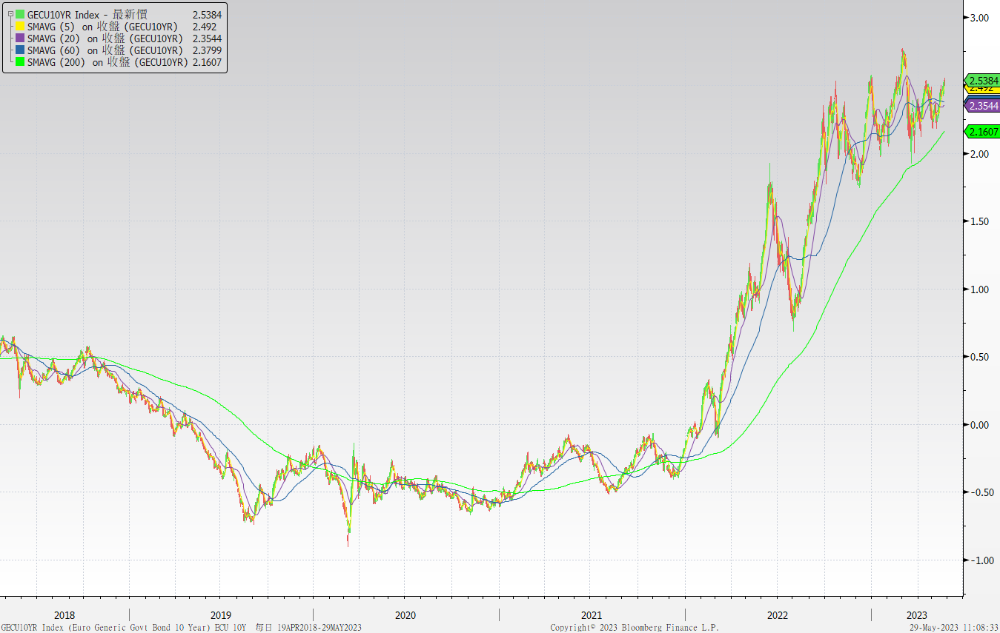 GECU10YR Index - 最新價 2.5384
SMAVG (5) on 收盤 (GECU10YR) 2.492
SMAVG (20) on 收盤 (GECU10YR) 2.3544
SMAVG (60) on 收盤 (GECU10YR) 2.3799
SMAVG (200) on 收盤 (GECU10YR) 2.1607
3.00
2.5384
2.492
2.3544
2.1607
2.00
1.50
1.00
0.50
0.00
-0.50
-1.00
2018 2019 2020 2021 2022 2023
GECU10YR Index (Euro Generic Govt Bond 10 Year) ECU 10Y 每日 19APR2018-29MAY2023 Copyright© 2023 Bloomberg Finance L.P. 29-May-2023 11:08:33